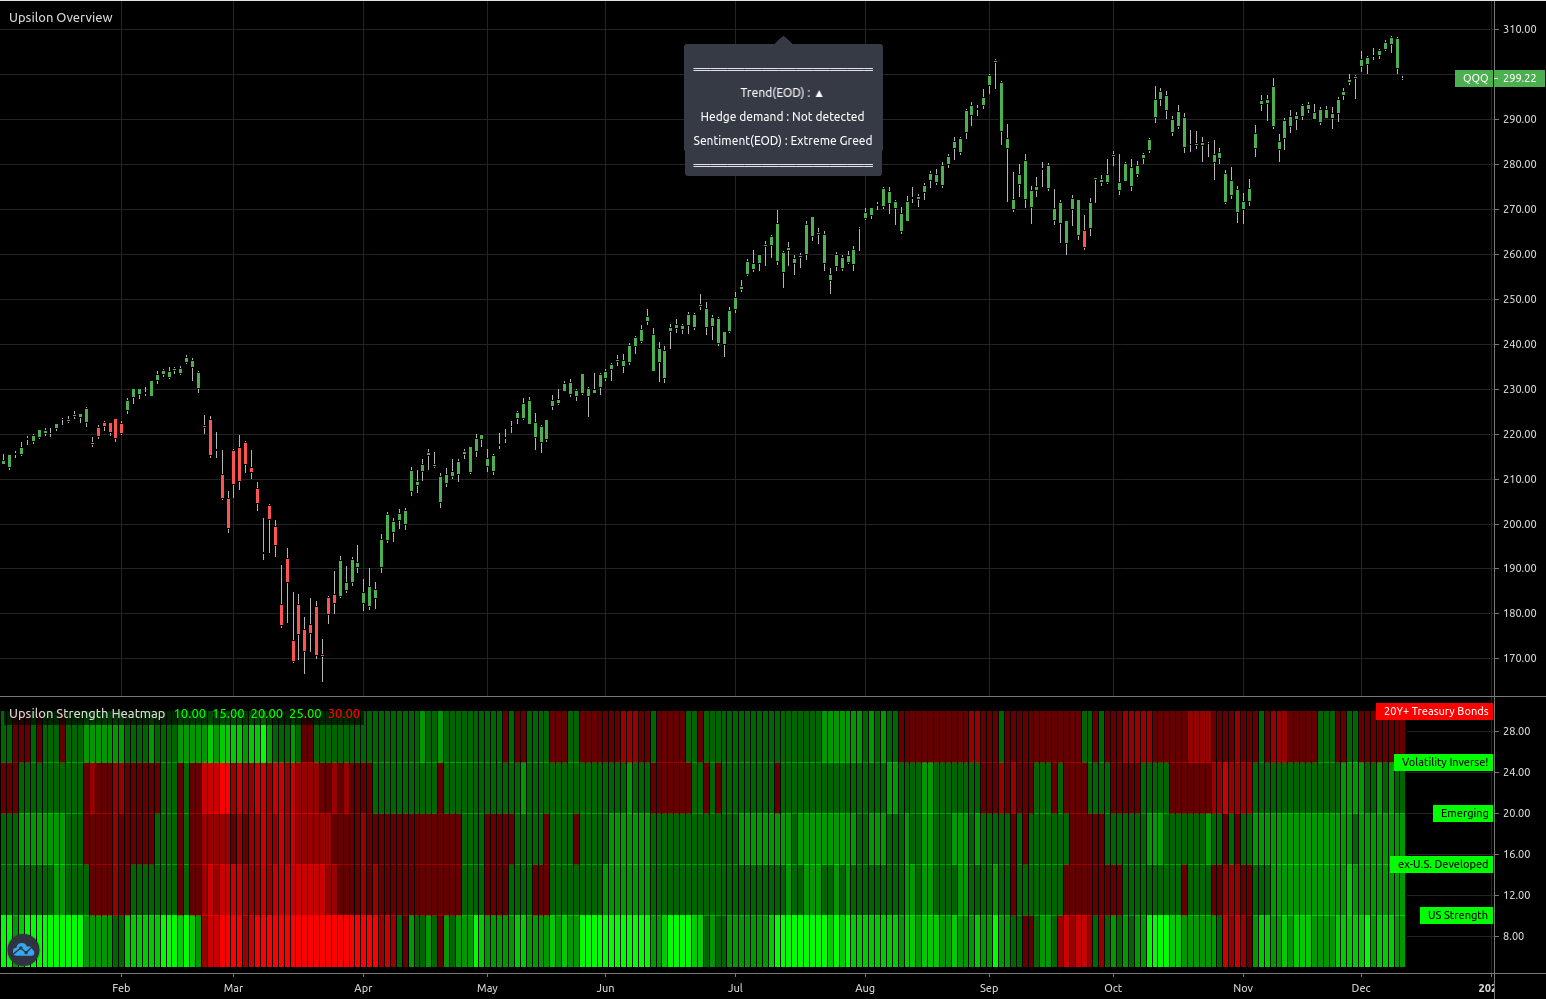 Upsilon Overview
Trend(EOD) : ▲
Hedge demand : Not detected
Sentiment(EOD) : Extreme Greed
310.00
QQQ 299.22
290.00
280.00
270.00
260.00
250.00
240.00
230.00
220.00
210.00
200.00
190.00
180.00
170.00
Upsilon Strength Heatmap 10.00 15.00 20.00 25.00 30.00
20Y+ Treasury Bonds
28.00
Volatility Inverse!
24.00
Emerging
20.00
16.00
ex-U.S. Developed
12.00
US Strength
8.00
Feb Mar Apr May Jun Jul Aug Sep Oct Nov Dec 202